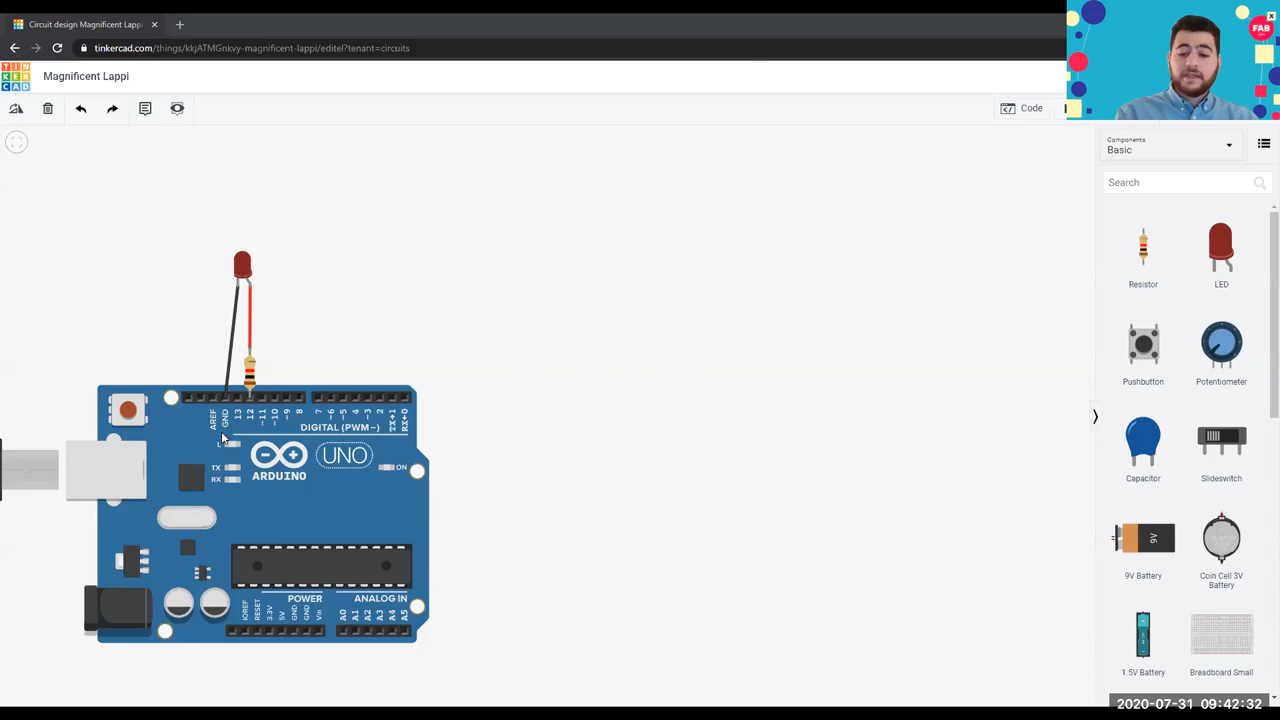 Circuit design Magnificent Lappi
tinkercad.com/things/kkjATMGnkvy-magnificent-lappi/editel?tenant=circuits
FAB
TIN
KER
CAD
Magnificent Lappi
Code
Components
Basic
Search
Resistor
LED
Pushbutton
Potentiometer
Capacitor
Slideswitch
9V
9V Battery
Coin Cell 3V
Battery
1.5V Battery
Breadboard Small
AREF
GND
13
12
~11
~10
~9
8
7
~6
~5
4
~3
2
TX→1
RX←0
DIGITAL (PWM~)
L
TX
RX
ARDUINO
UNO
ON
POWER
ANALOG IN
IOREF
RESET
3.3V
5V
GND
GND
Vin
A0
A1
A2
A3
A4
A5
2020-07-31 09:42:32